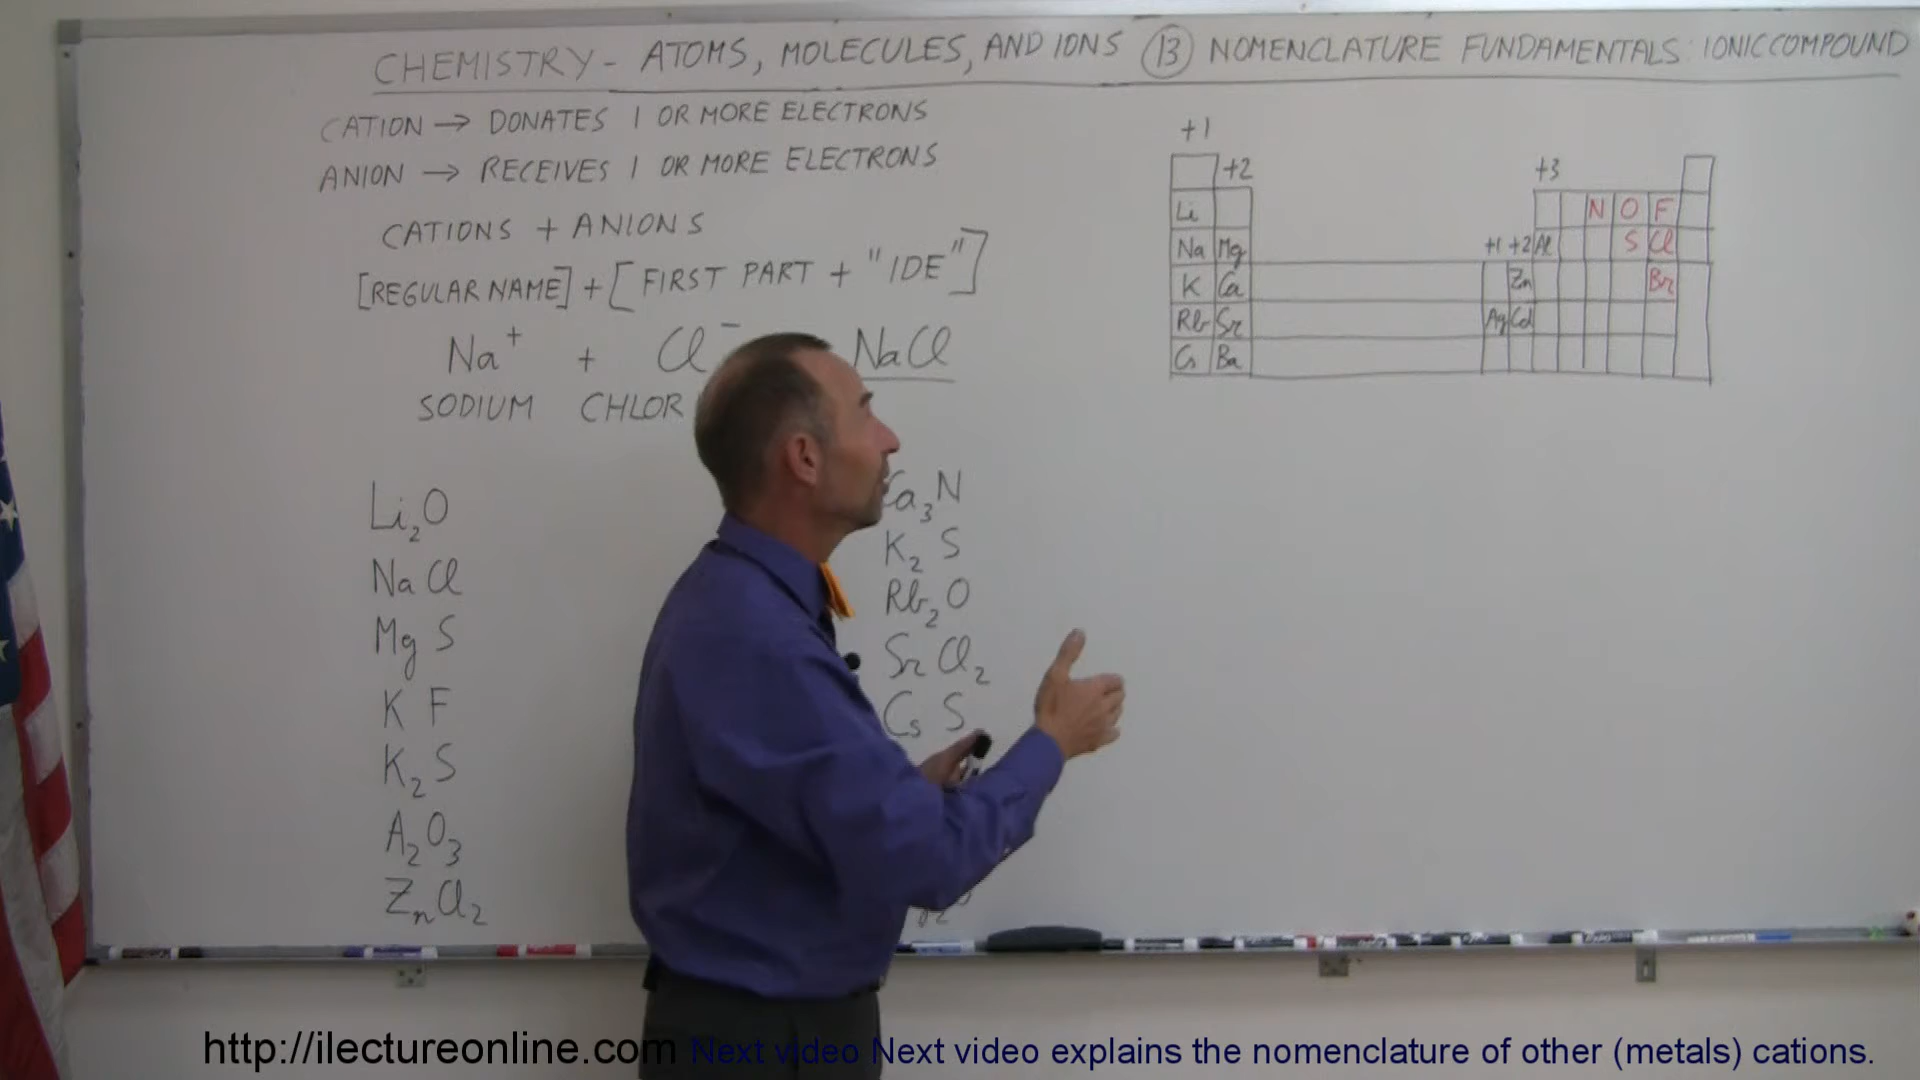 CHEMISTRY - ATOMS, MOLECULES, AND IONS 13 NOMENCLATURE FUNDAMENTALS: IONIC COMPOUND
CATION → DONATES 1 OR MORE ELECTRONS
ANION → RECEIVES 1 OR MORE ELECTRONS
CATIONS + ANIONS
[REGULAR NAME] + [FIRST PART + "IDE"]
Na⁺ + Cl⁻ NaCl
SODIUM CHLOR
Li₂O
NaCl
MgS
KF
K₂S
A₂O₃
ZnCl₂
Ca₃N
K₂S
Rb₂O
SrCl₂
CsS
+1
+2 +3
Li N O F
Na Mg +1 +2 Al S Cl
K Ca Zn Br
Rb Sr Ag Cd
Cs Ba
http://ilectureonline.com Next video Next video explains the nomenclature of other (metals) cations.